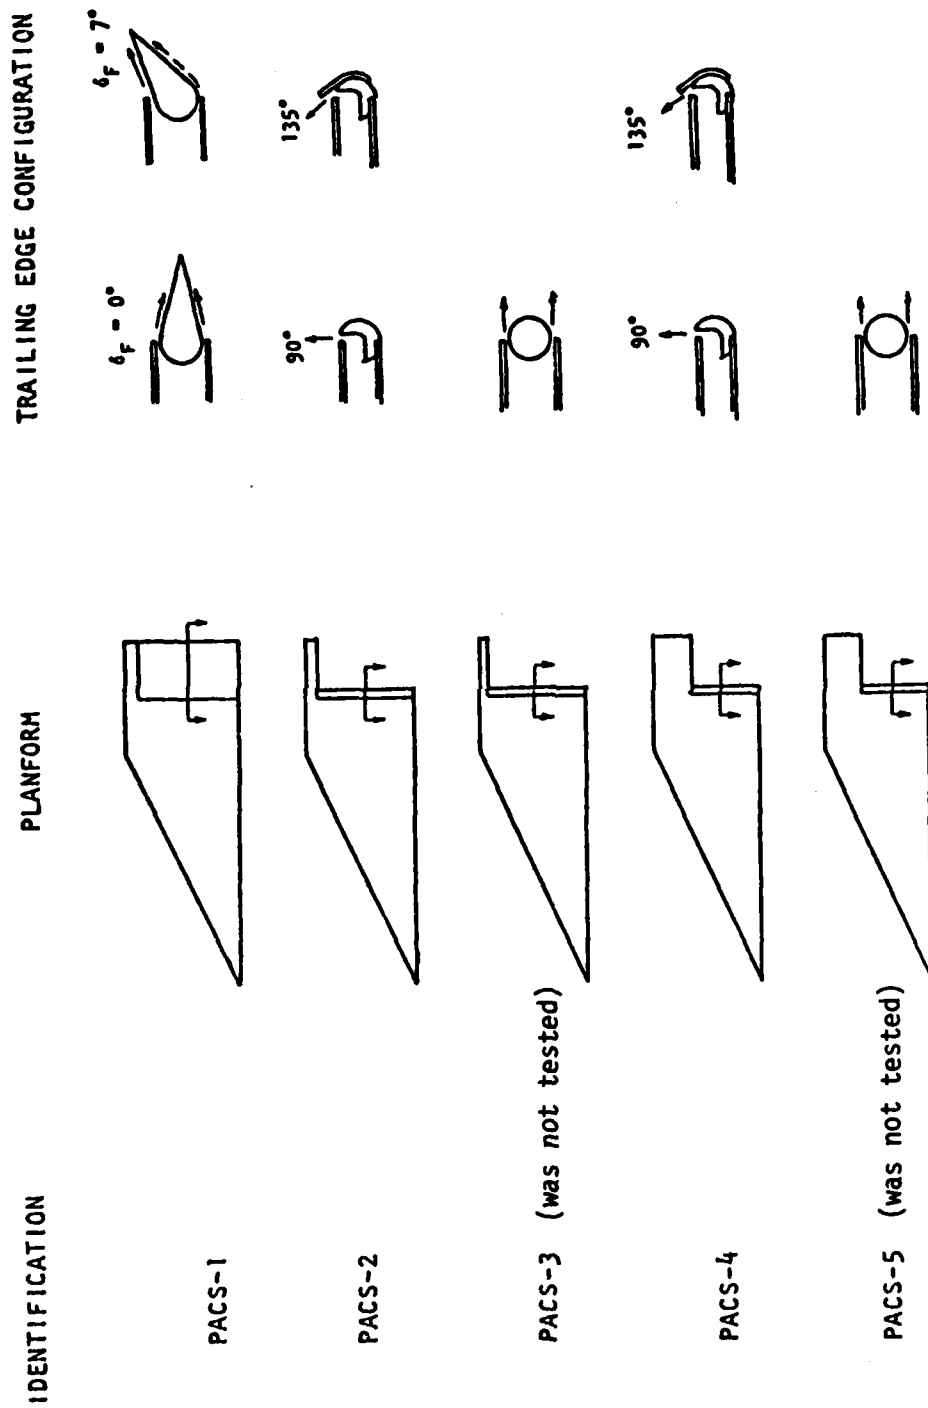 IDENTIFICATION PLANFORM TRAILING EDGE CONFIGURATION
PACS-1 δF = 0° δF = 7°
PACS-2 90° 135°
PACS-3 (was not tested)
PACS-4 90° 135°
PACS-5 (was not tested)